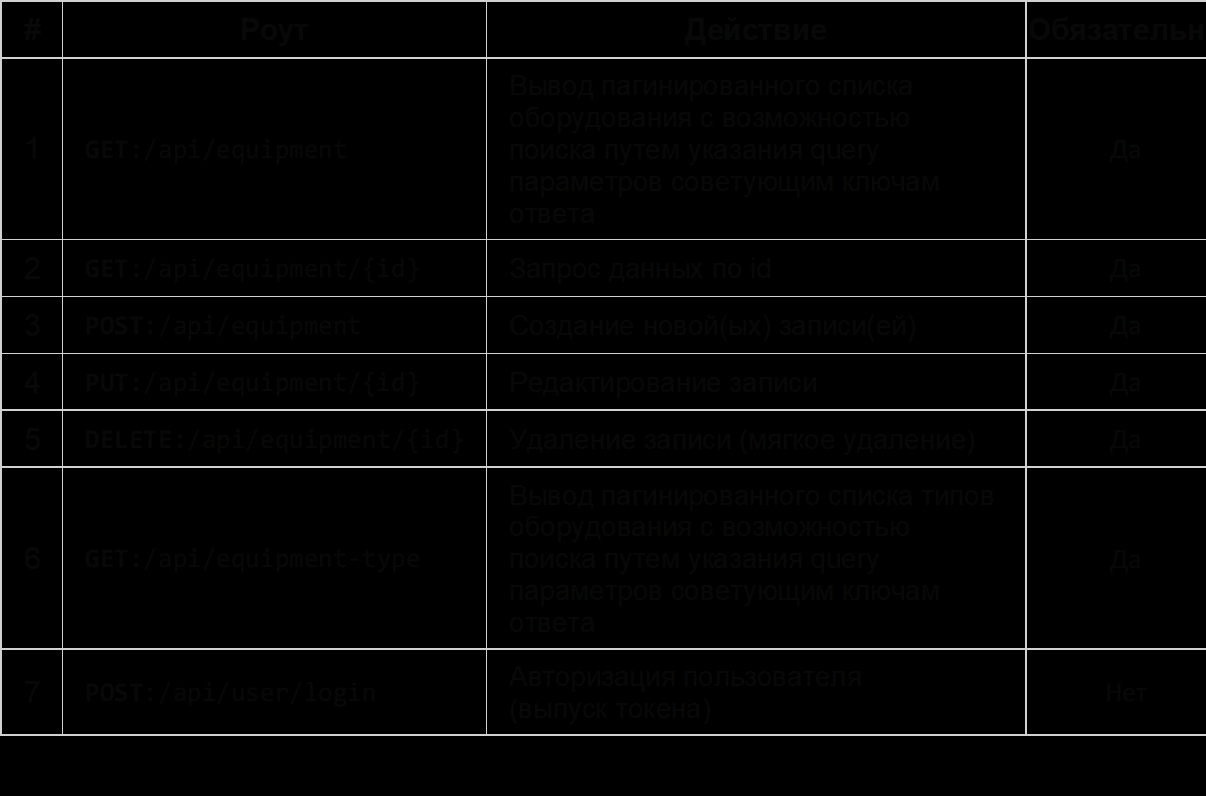 # Роут Действие Обязательн
Вывод пагинированного списка
оборудования с возможностью
1 GET:/api/equipment поиска путем указания query Да
параметров советующим ключам
ответа
2 GET:/api/equipment/{id} Запрос данных по id Да
3 POST:/api/equipment Создание новой(ых) записи(ей) Да
4 PUT:/api/equipment/{id} Редактирование записи Да
5 DELETE:/api/equipment/{id} Удаление записи (мягкое удаление) Да
Вывод пагинированного списка типов
оборудования с возможностью
6 GET:/api/equipment-type поиска путем указания query Да
параметров советующим ключам
ответа
7 POST:/api/user/login Авторизация пользователя Нет
(выпуск токена)